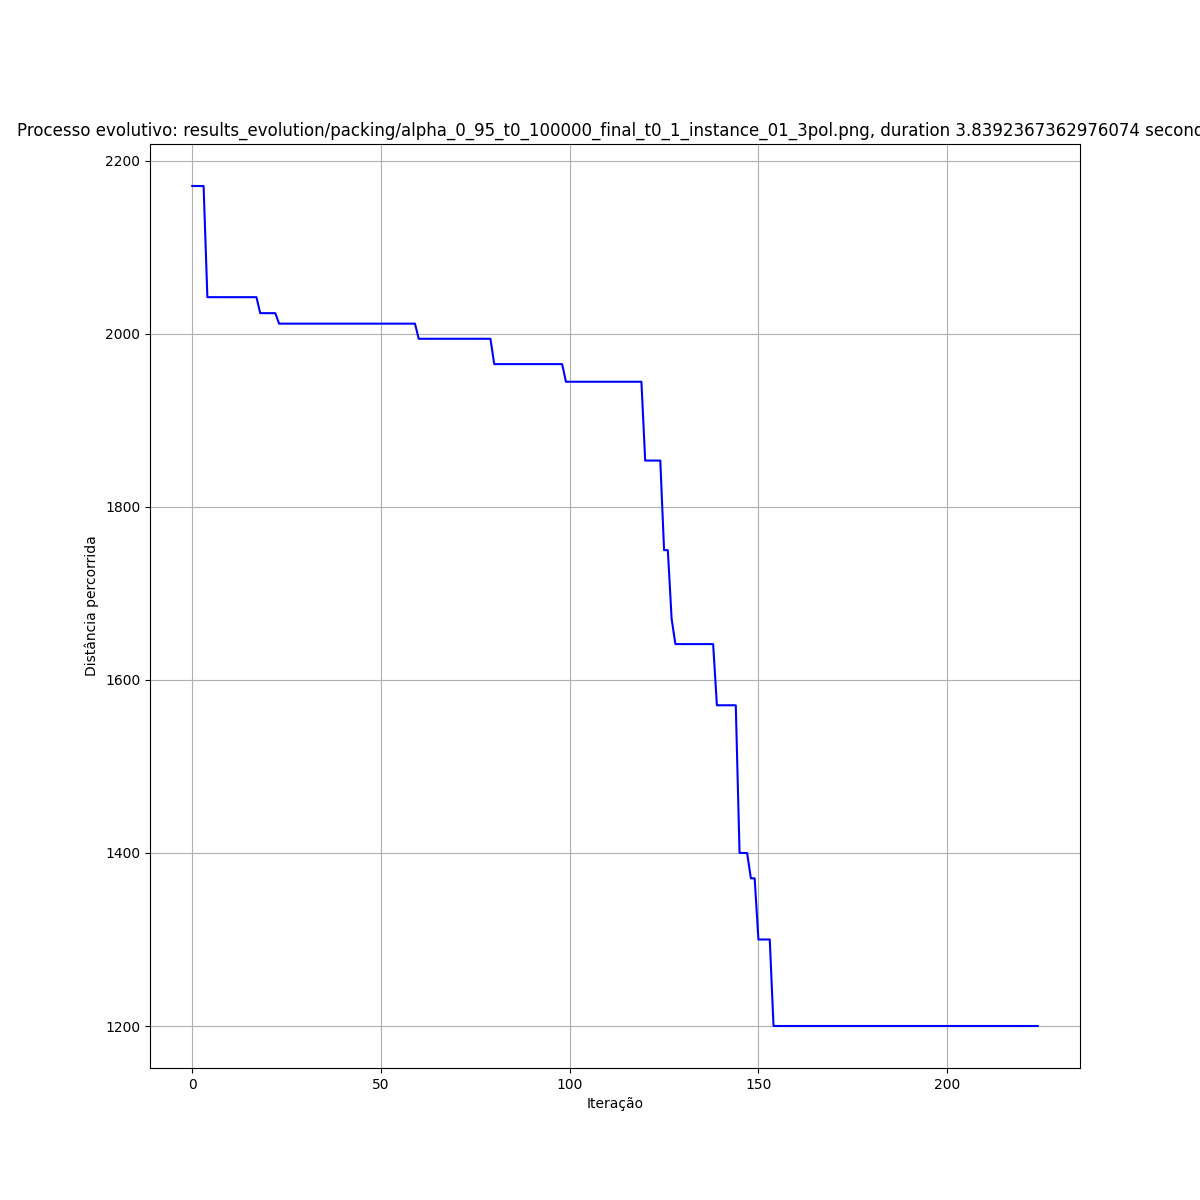 Processo evolutivo: results_evolution/packing/alpha_0_95_t0_100000_final_t0_1_instance_01_3pol.png, duration 3.8392367362976074
2200
2000
1800
1600
1400
1200
Distância percorrida
0 50 100 150 200
Iteração